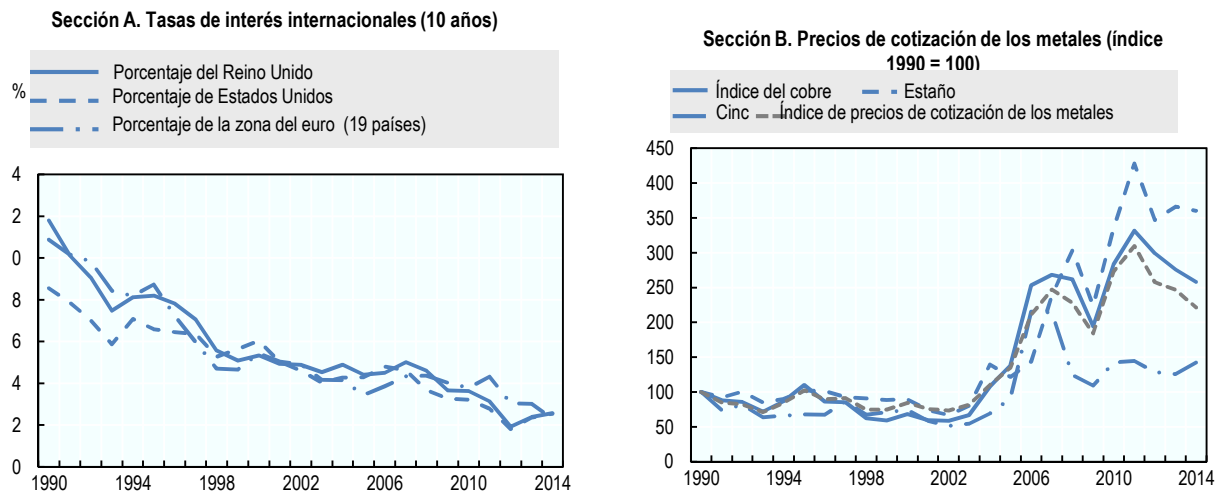 Sección A. Tasas de interés internacionales (10 años)
%
Porcentaje del Reino Unido
Porcentaje de Estados Unidos
Porcentaje de la zona del euro (19 países)
4
2
0
8
6
4
2
0
1990 1994 1998 2002 2006 2010 2014
Sección B. Precios de cotización de los metales (índice
1990 = 100)
Índice del cobre Estaño
Cinc Índice de precios de cotización de los metales
450
400
350
300
250
200
150
100
50
0
1990 1994 1998 2002 2006 2010 2014